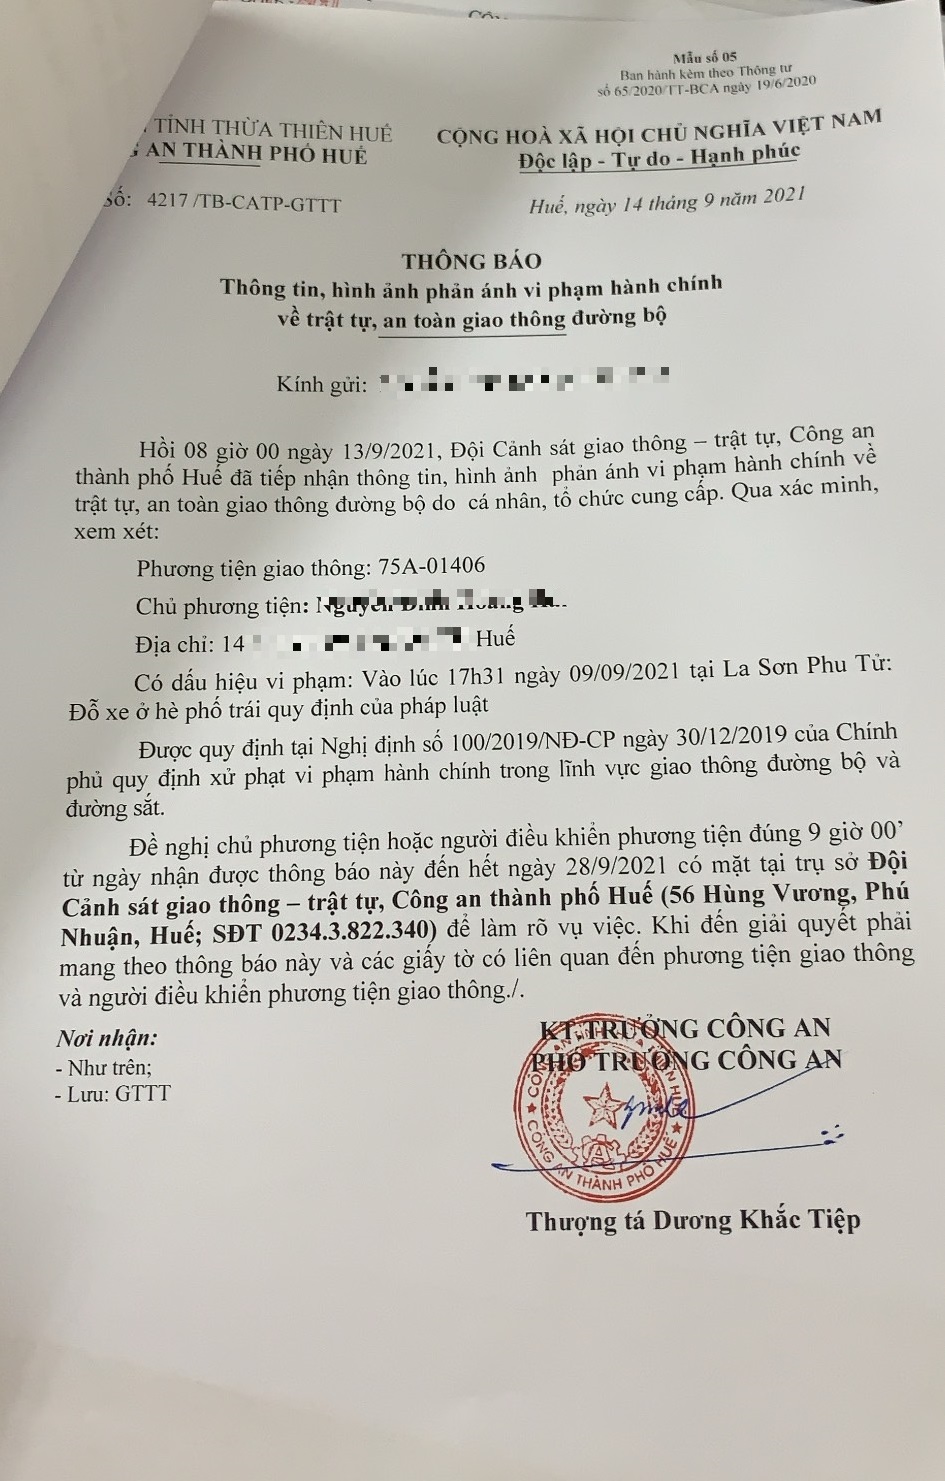 Mẫu số 05
Ban hành kèm theo Thông tư
số 65/2020/TT-BCA ngày 19/6/2020
TỈNH THỪA THIÊN HUẾ
AN THÀNH PHỐ HUẾ
Số: 4217 /TB-CATP-GTTT
CỘNG HOÀ XÃ HỘI CHỦ NGHĨA VIỆT NAM
Độc lập - Tự do - Hạnh phúc
Huế, ngày 14 tháng 9 năm 2021
THÔNG BÁO
Thông tin, hình ảnh phản ánh vi phạm hành chính
về trật tự, an toàn giao thông đường bộ
Kính gửi:
Hồi 08 giờ 00 ngày 13/9/2021, Đội Cảnh sát giao thông – trật tự, Công an
thành phố Huế đã tiếp nhận thông tin, hình ảnh phản ánh vi phạm hành chính về
trật tự, an toàn giao thông đường bộ do cá nhân, tổ chức cung cấp. Qua xác minh,
xem xét:
Phương tiện giao thông: 75A-01406
Chủ phương tiện:
Địa chỉ: 14 Huế
Có dấu hiệu vi phạm: Vào lúc 17h31 ngày 09/09/2021 tại La Sơn Phu Tử:
Đỗ xe ở hè phố trái quy định của pháp luật
Được quy định tại Nghị định số 100/2019/NĐ-CP ngày 30/12/2019 của Chính
phủ quy định xử phạt vi phạm hành chính trong lĩnh vực giao thông đường bộ và
đường sắt.
Đề nghị chủ phương tiện hoặc người điều khiển phương tiện đúng 9 giờ 00’
từ ngày nhận được thông báo này đến hết ngày 28/9/2021 có mặt tại trụ sở Đội
Cảnh sát giao thông – trật tự, Công an thành phố Huế (56 Hùng Vương, Phú
Nhuận, Huế; SĐT 0234.3.822.340) để làm rõ vụ việc. Khi đến giải quyết phải
mang theo thông báo này và các giấy tờ có liên quan đến phương tiện giao thông
và người điều khiển phương tiện giao thông./.
Nơi nhận:
- Như trên;
- Lưu: GTTT
KT.TRƯỞNG CÔNG AN
PHÓ TRƯỞNG CÔNG AN
CÔNG AN THÀNH PHỐ HUẾ
Thượng tá Dương Khắc Tiệp